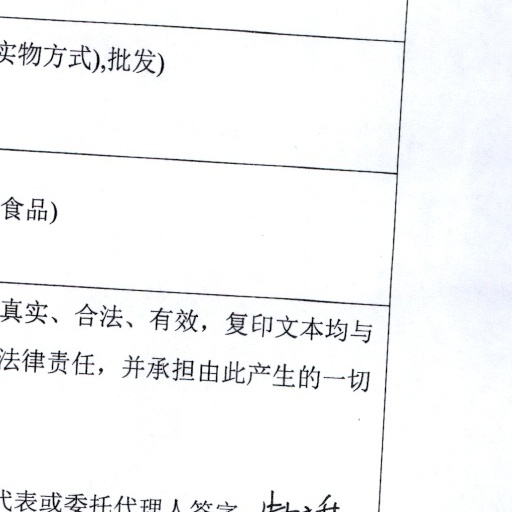 实物方式),批发)
食品)
真实、合法、有效，复印文本均与
法律责任，并承担由此产生的一切
代表或委托代理人签字